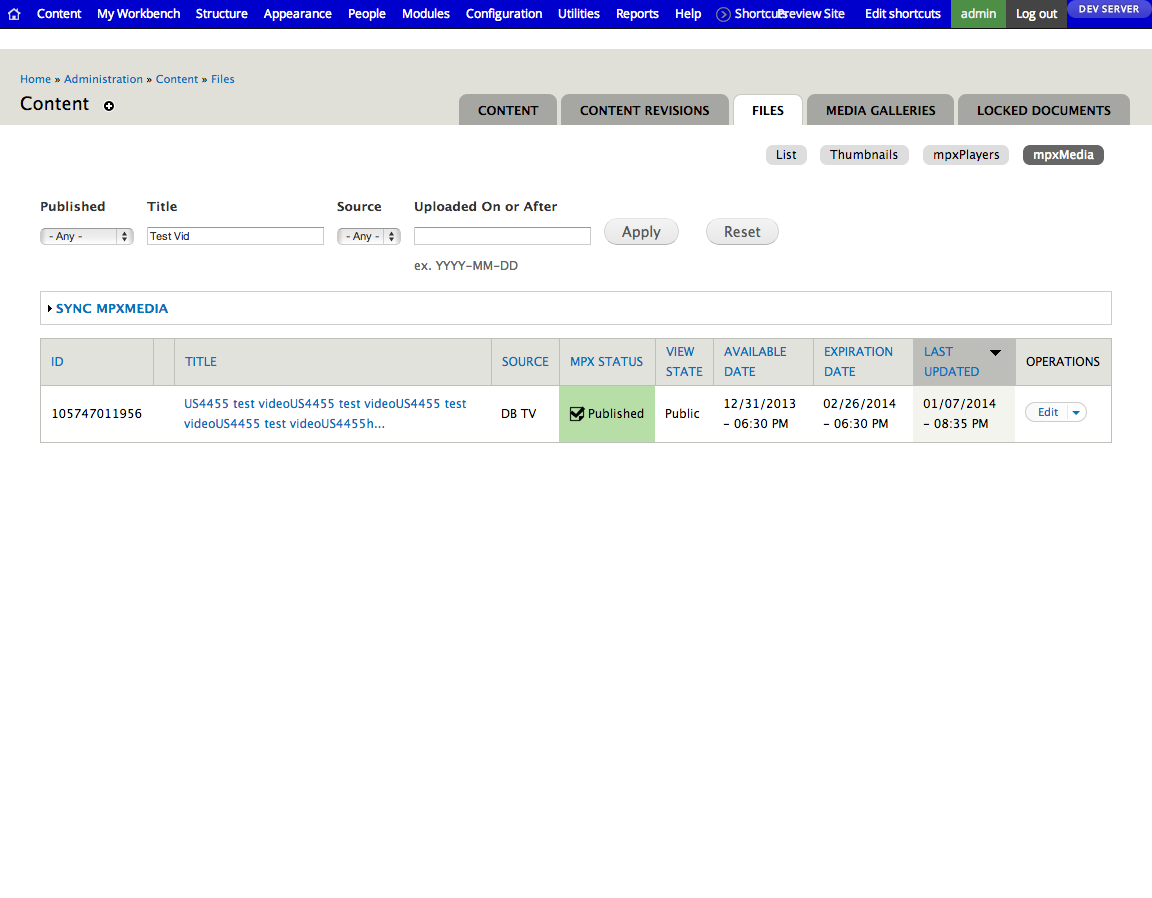 Content My Workbench Structure Appearance People Modules Configuration Utilities Reports Help Shortcuts Preview Site Edit shortcuts admin Log out DEV SERVER
Home » Administration » Content » Files
Content
CONTENT CONTENT REVISIONS FILES MEDIA GALLERIES LOCKED DOCUMENTS
List Thumbnails mpxPlayers mpxMedia
Published Title Source Uploaded On or After
- Any - Test Vid - Any - Apply Reset
ex. YYYY-MM-DD
SYNC MPXMEDIA
ID TITLE SOURCE MPX STATUS VIEW STATE AVAILABLE DATE EXPIRATION DATE LAST UPDATED OPERATIONS
105747011956
US4455 test videoUS4455 test videoUS4455 test
videoUS4455 test videoUS4455h...
DB TV
Published
Public
12/31/2013
- 06:30 PM
02/26/2014
- 06:30 PM
01/07/2014
- 08:35 PM
Edit